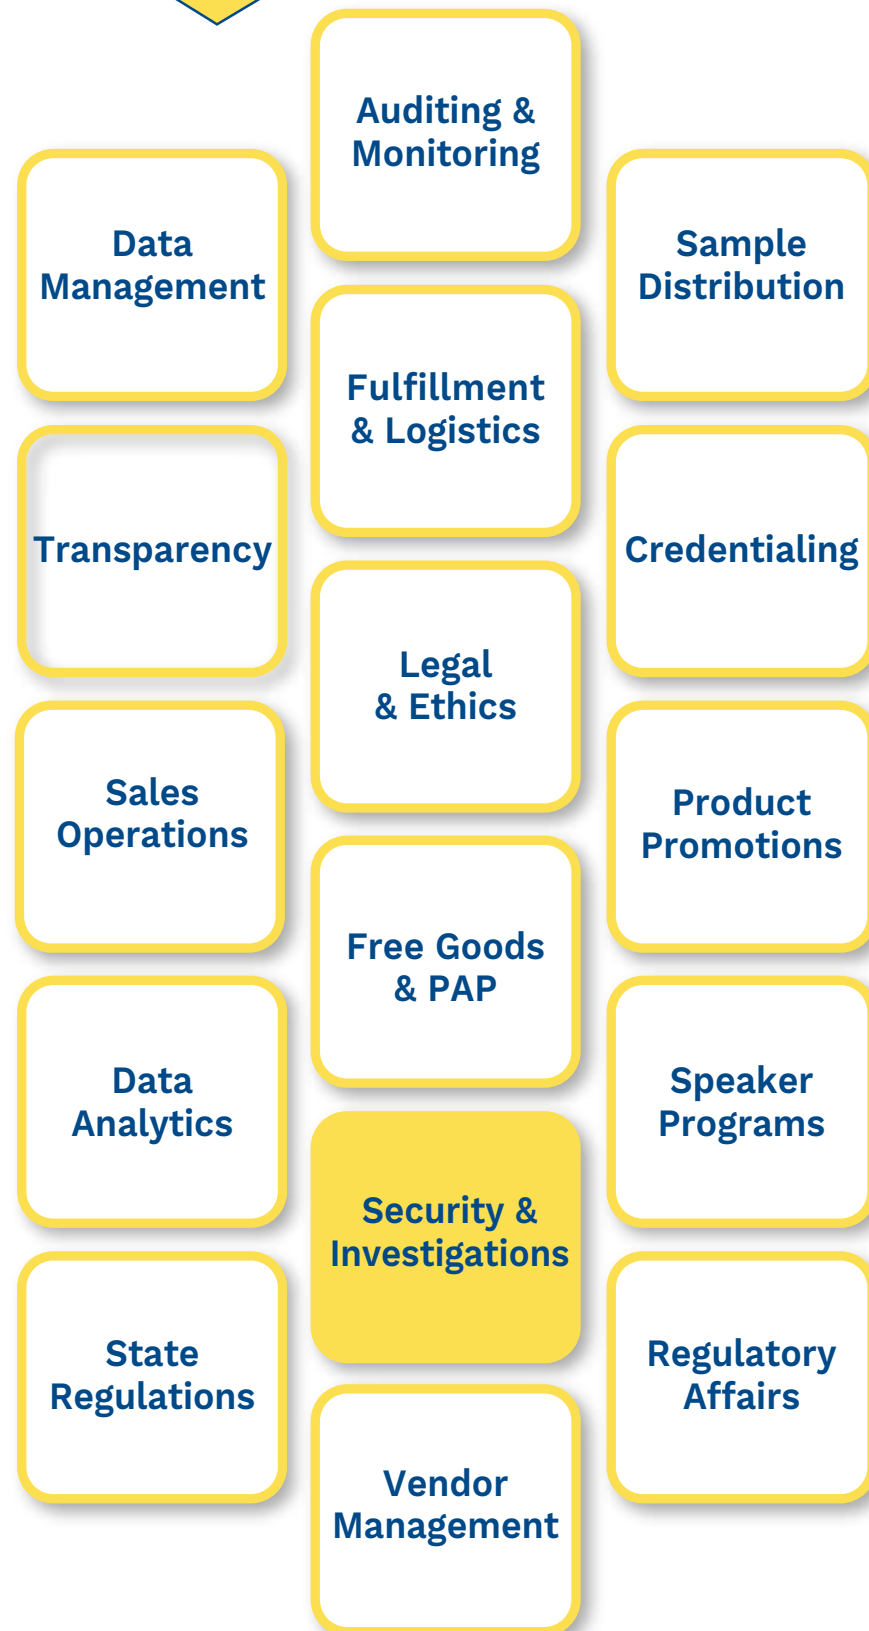 Auditing &
Monitoring
Data
Management
Sample
Distribution
Fulfillment
& Logistics
Transparency
Credentialing
Legal
& Ethics
Sales
Operations
Product
Promotions
Free Goods
& PAP
Data
Analytics
Speaker
Programs
Security &
Investigations
State
Regulations
Regulatory
Affairs
Vendor
Management